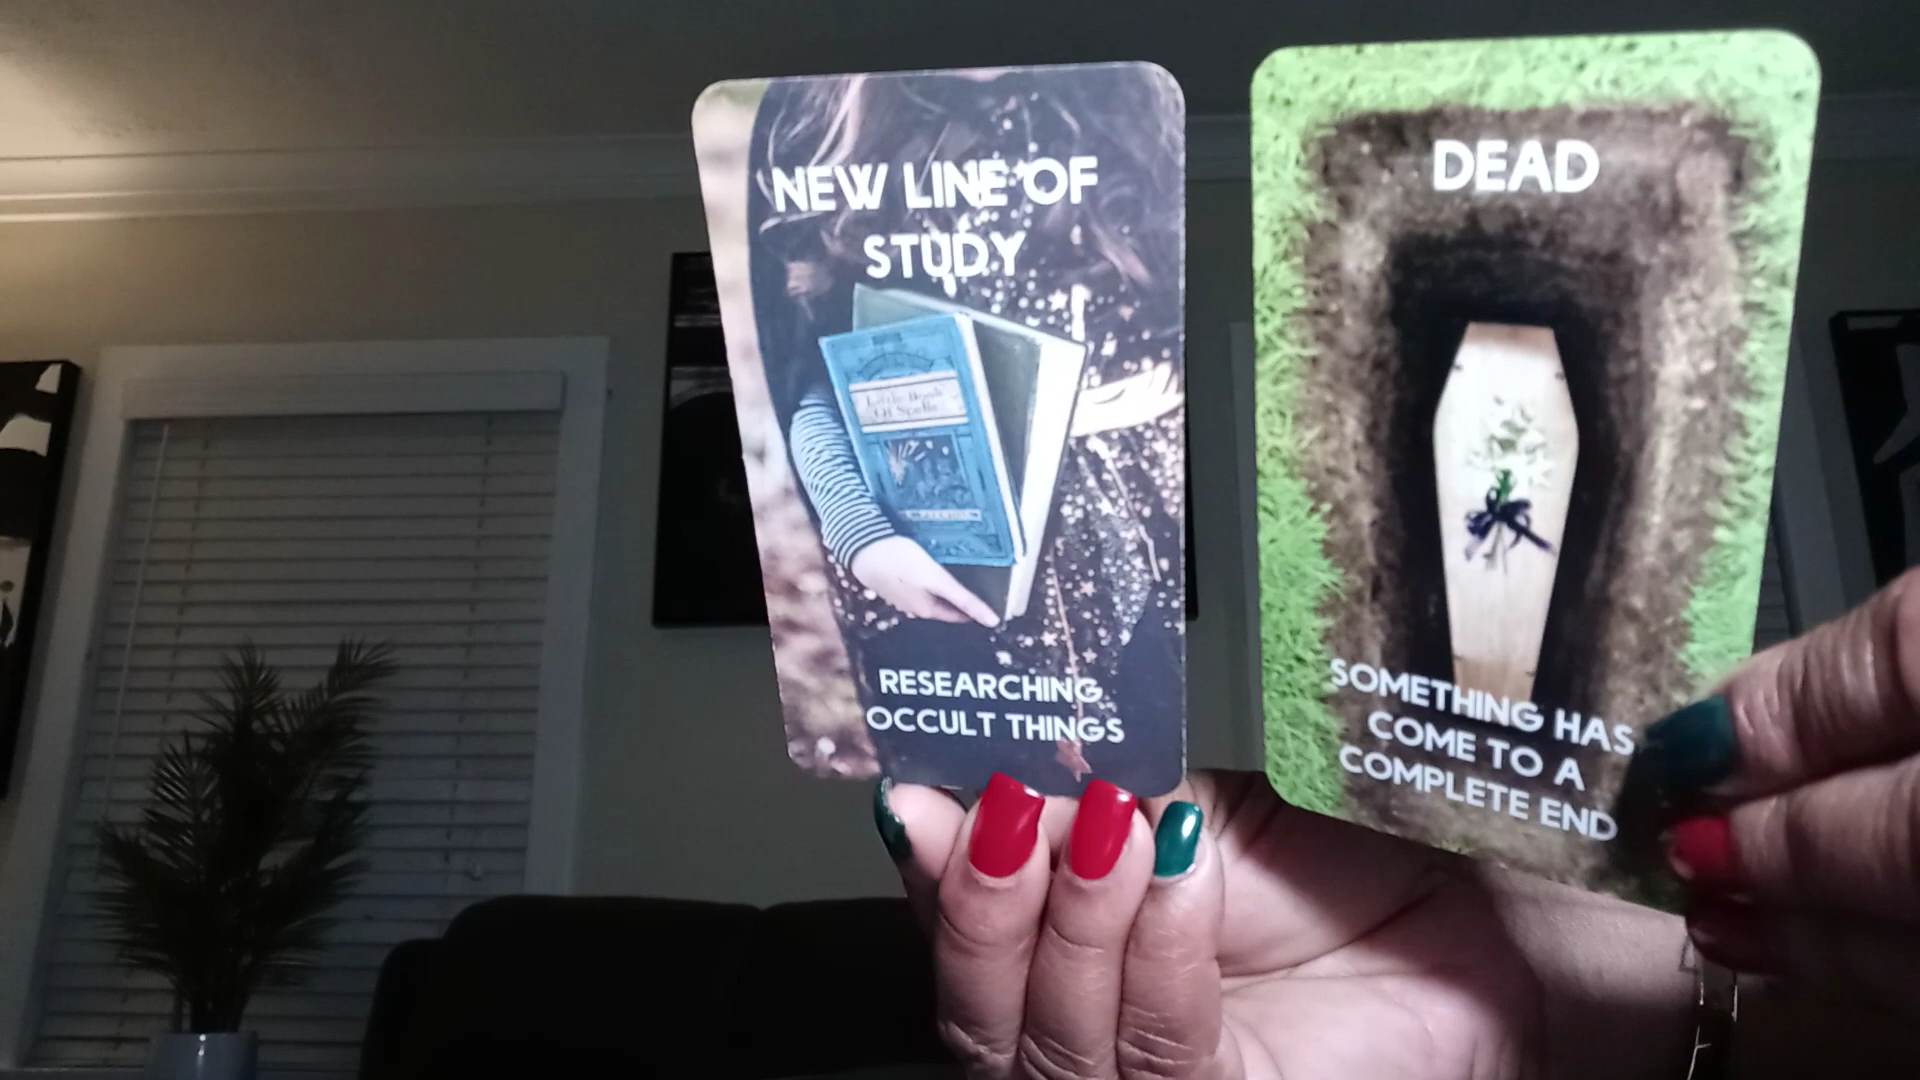 NEW LINE OF
STUDY
Little Book
Of Spells
RESEARCHING
OCCULT THINGS
DEAD
SOMETHING HAS
COME TO A
COMPLETE END